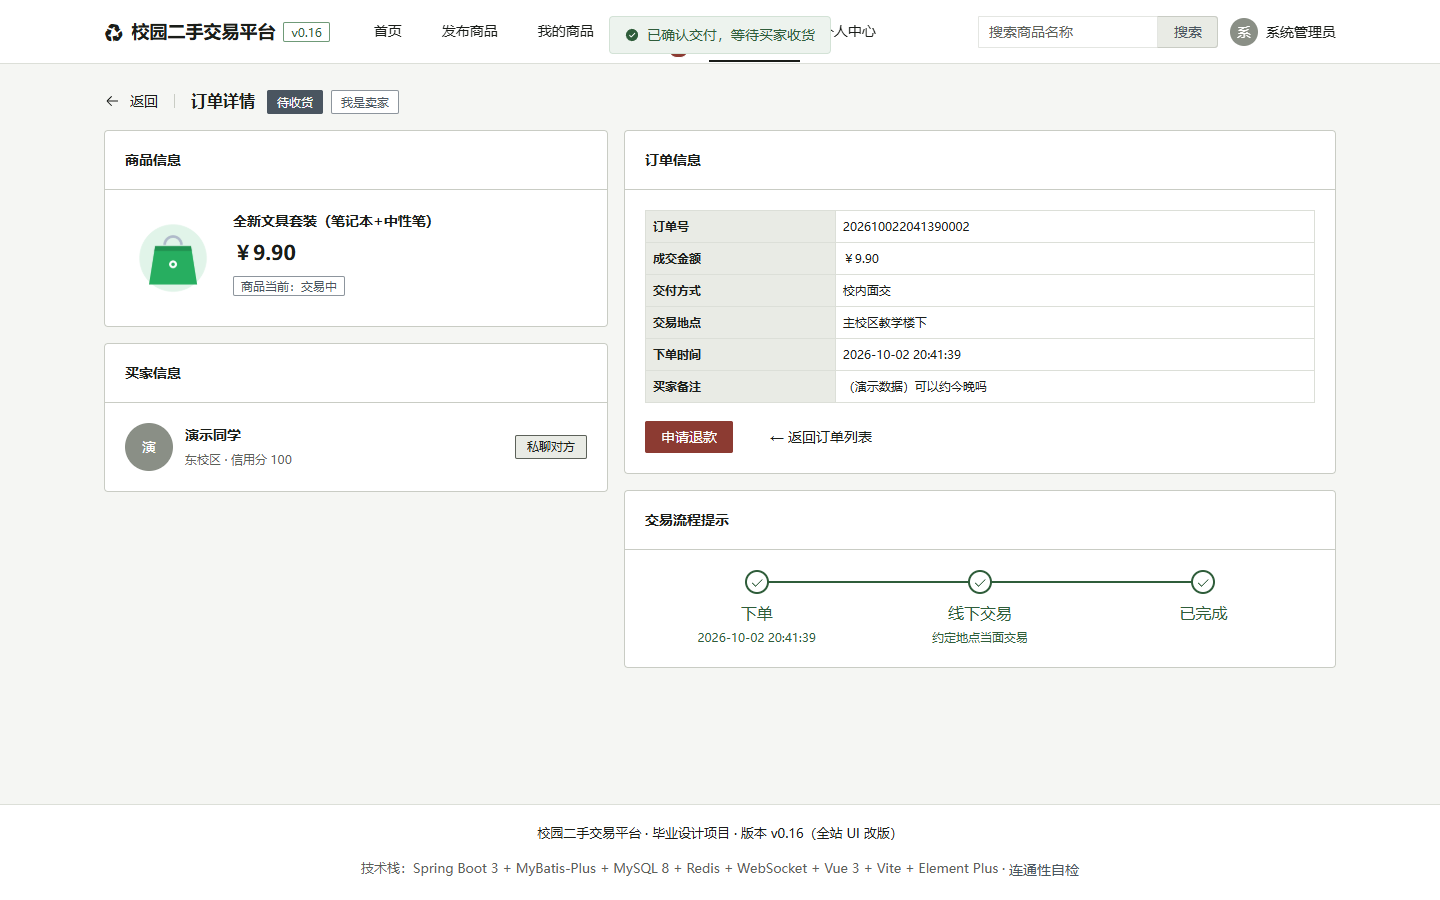 校园二手交易平台 v0.16 首页 发布商品 我的商品 个人中心 搜索商品名称 搜索 系 系统管理员
已确认交付，等待买家收货
返回 订单详情 待收货 我是卖家
商品信息
全新文具套装（笔记本+中性笔）
￥9.90
商品当前：交易中
买家信息
演
演示同学
东校区 · 信用分 100
私聊对方
订单信息
订单号 202610022041390002
成交金额 ￥9.90
交付方式 校内面交
交易地点 主校区教学楼下
下单时间 2026-10-02 20:41:39
买家备注 （演示数据）可以约今晚吗
申请退款 ← 返回订单列表
交易流程提示
下单 线下交易 已完成
2026-10-02 20:41:39 约定地点当面交易
校园二手交易平台 · 毕业设计项目 · 版本 v0.16（全站 UI 改版）
技术栈：Spring Boot 3 + MyBatis-Plus + MySQL 8 + Redis + WebSocket + Vue 3 + Vite + Element Plus · 连通性自检